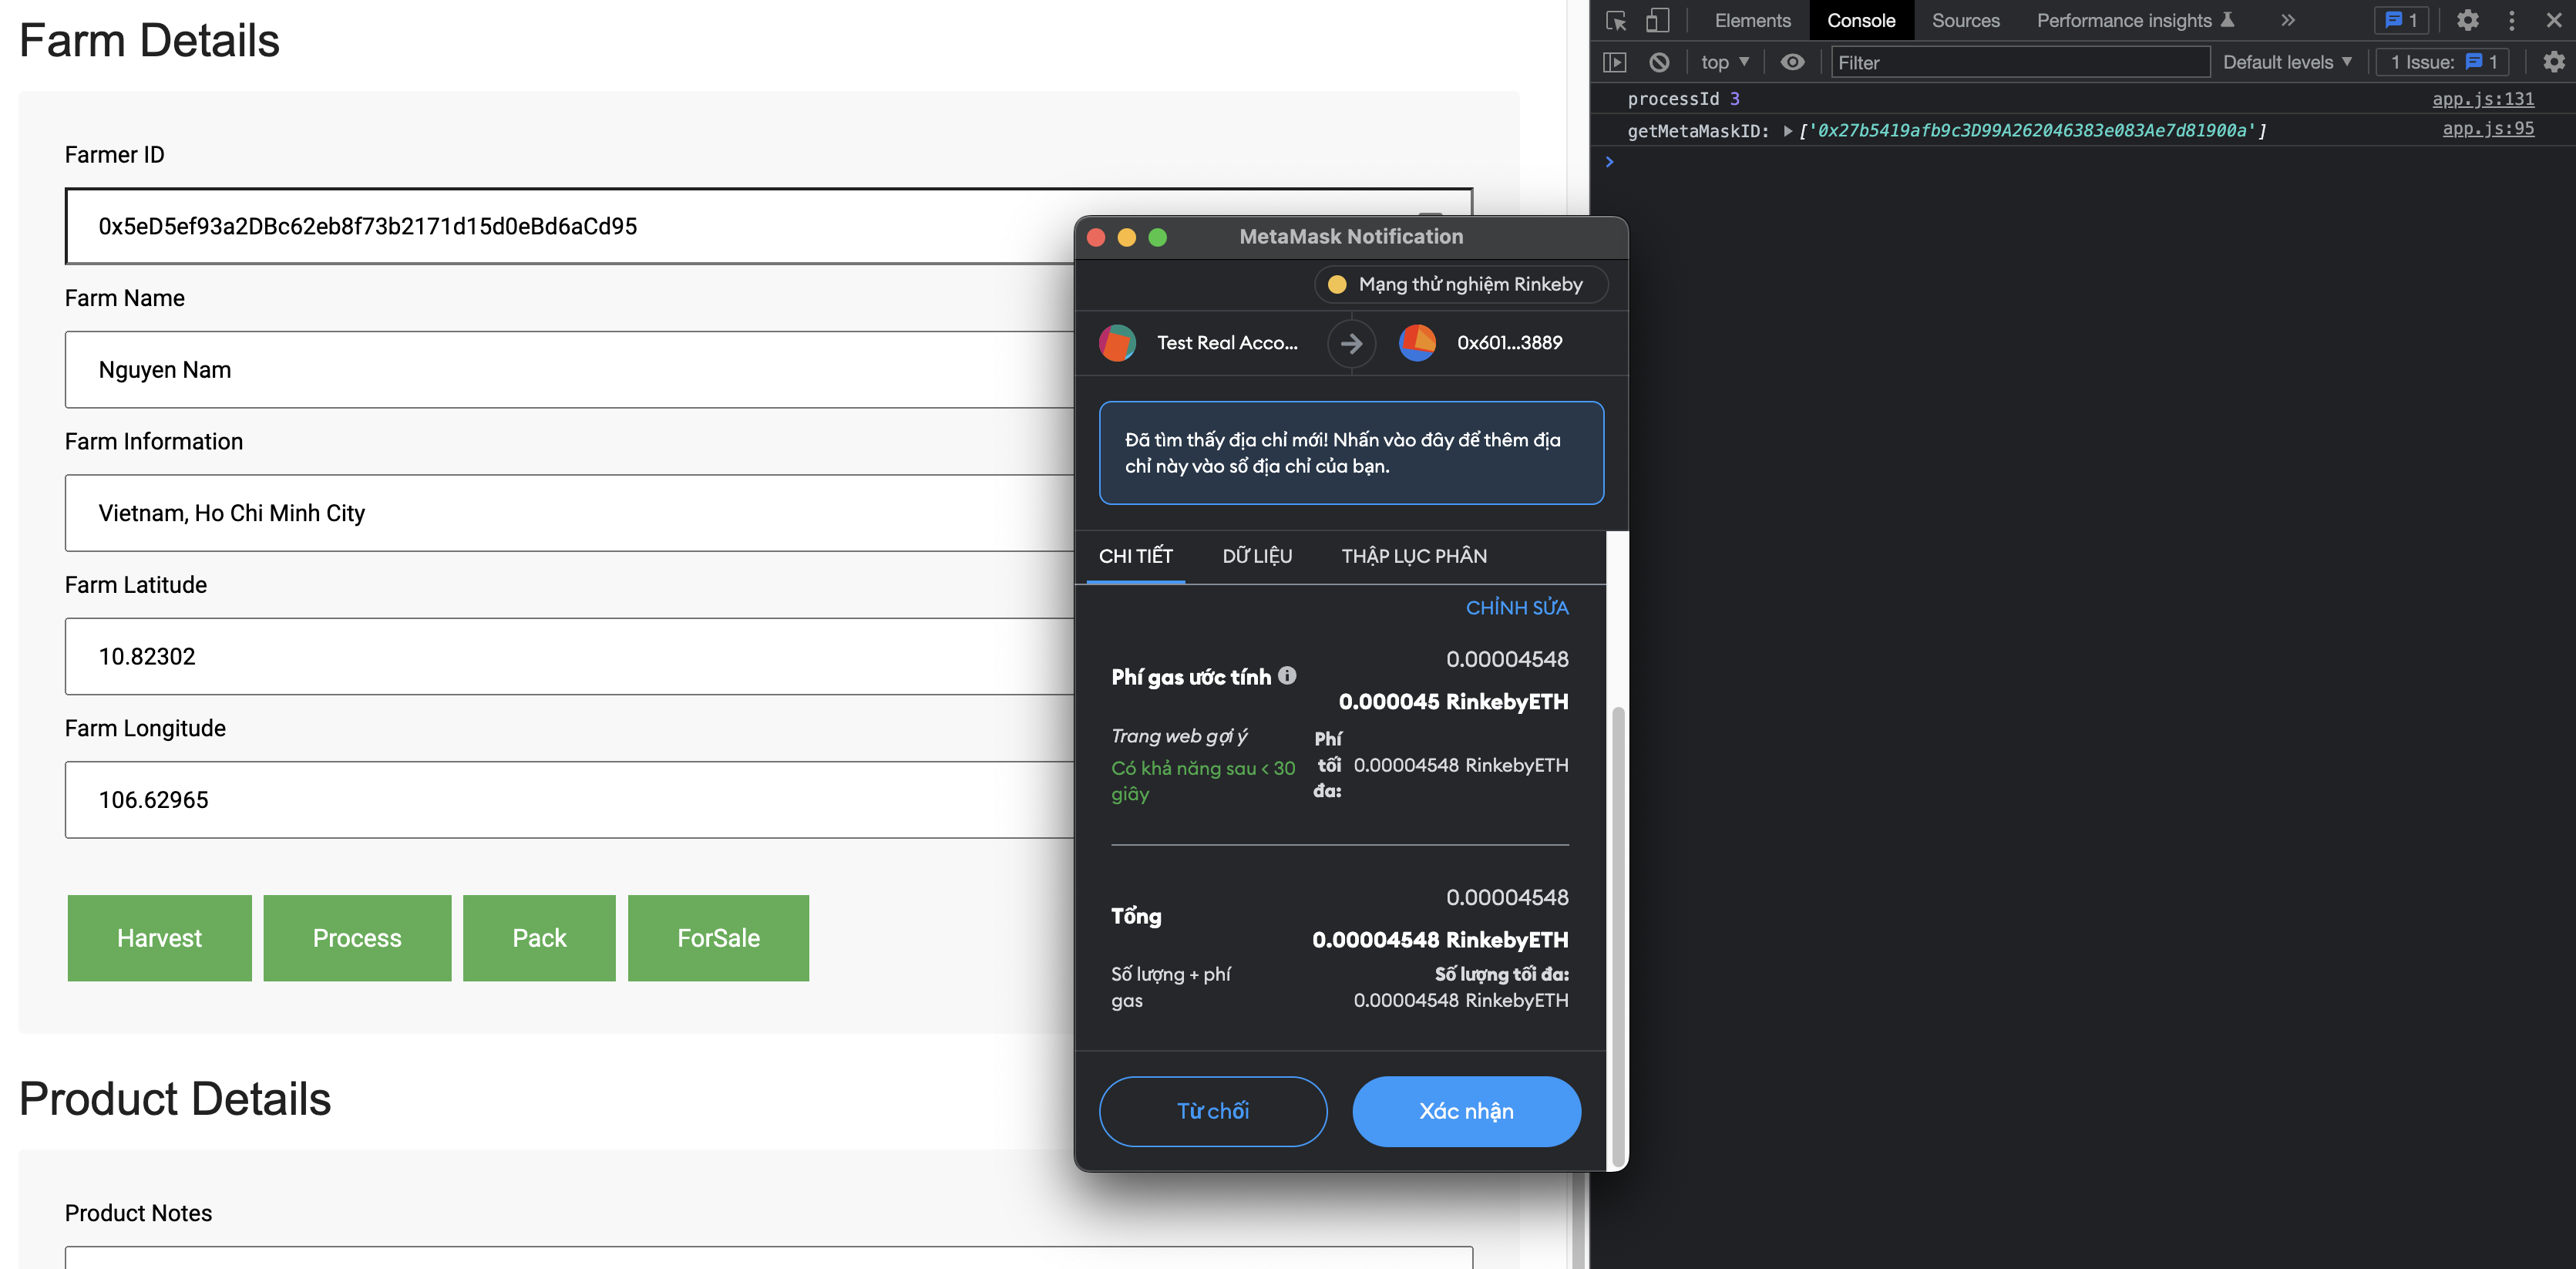 Farm Details
Farmer ID
0x5eD5ef93a2DBc62eb8f73b2171d15d0eBd6aCd95
Farm Name
Nguyen Nam
Farm Information
Vietnam, Ho Chi Minh City
Farm Latitude
10.82302
Farm Longitude
106.62965
Harvest
Process
Pack
ForSale
Product Details
Product Notes
MetaMask Notification
Mạng thử nghiệm Rinkeby
Test Real Acco...
0x601...3889
Đã tìm thấy địa chỉ mới! Nhấn vào đây để thêm địa
chỉ này vào sổ địa chỉ của bạn.
CHI TIẾT
DỮ LIỆU
THẬP LỤC PHÂN
CHỈNH SỬA
Phí gas ước tính
0.00004548
0.000045 RinkebyETH
Trang web gợi ý
Có khả năng sau < 30
giây
Phí
tối
đa:
0.00004548 RinkebyETH
Tổng
0.00004548
0.00004548 RinkebyETH
Số lượng + phí
gas
Số lượng tối đa:
0.00004548 RinkebyETH
Từ chối
Xác nhận
Elements
Console
Sources
Performance insights
1
top
Filter
Default levels
1 Issue: 1
processId 3
app.js:131
getMetaMaskID: ['0x27b5419afb9c3D99A262046383e083Ae7d81900a']
app.js:95